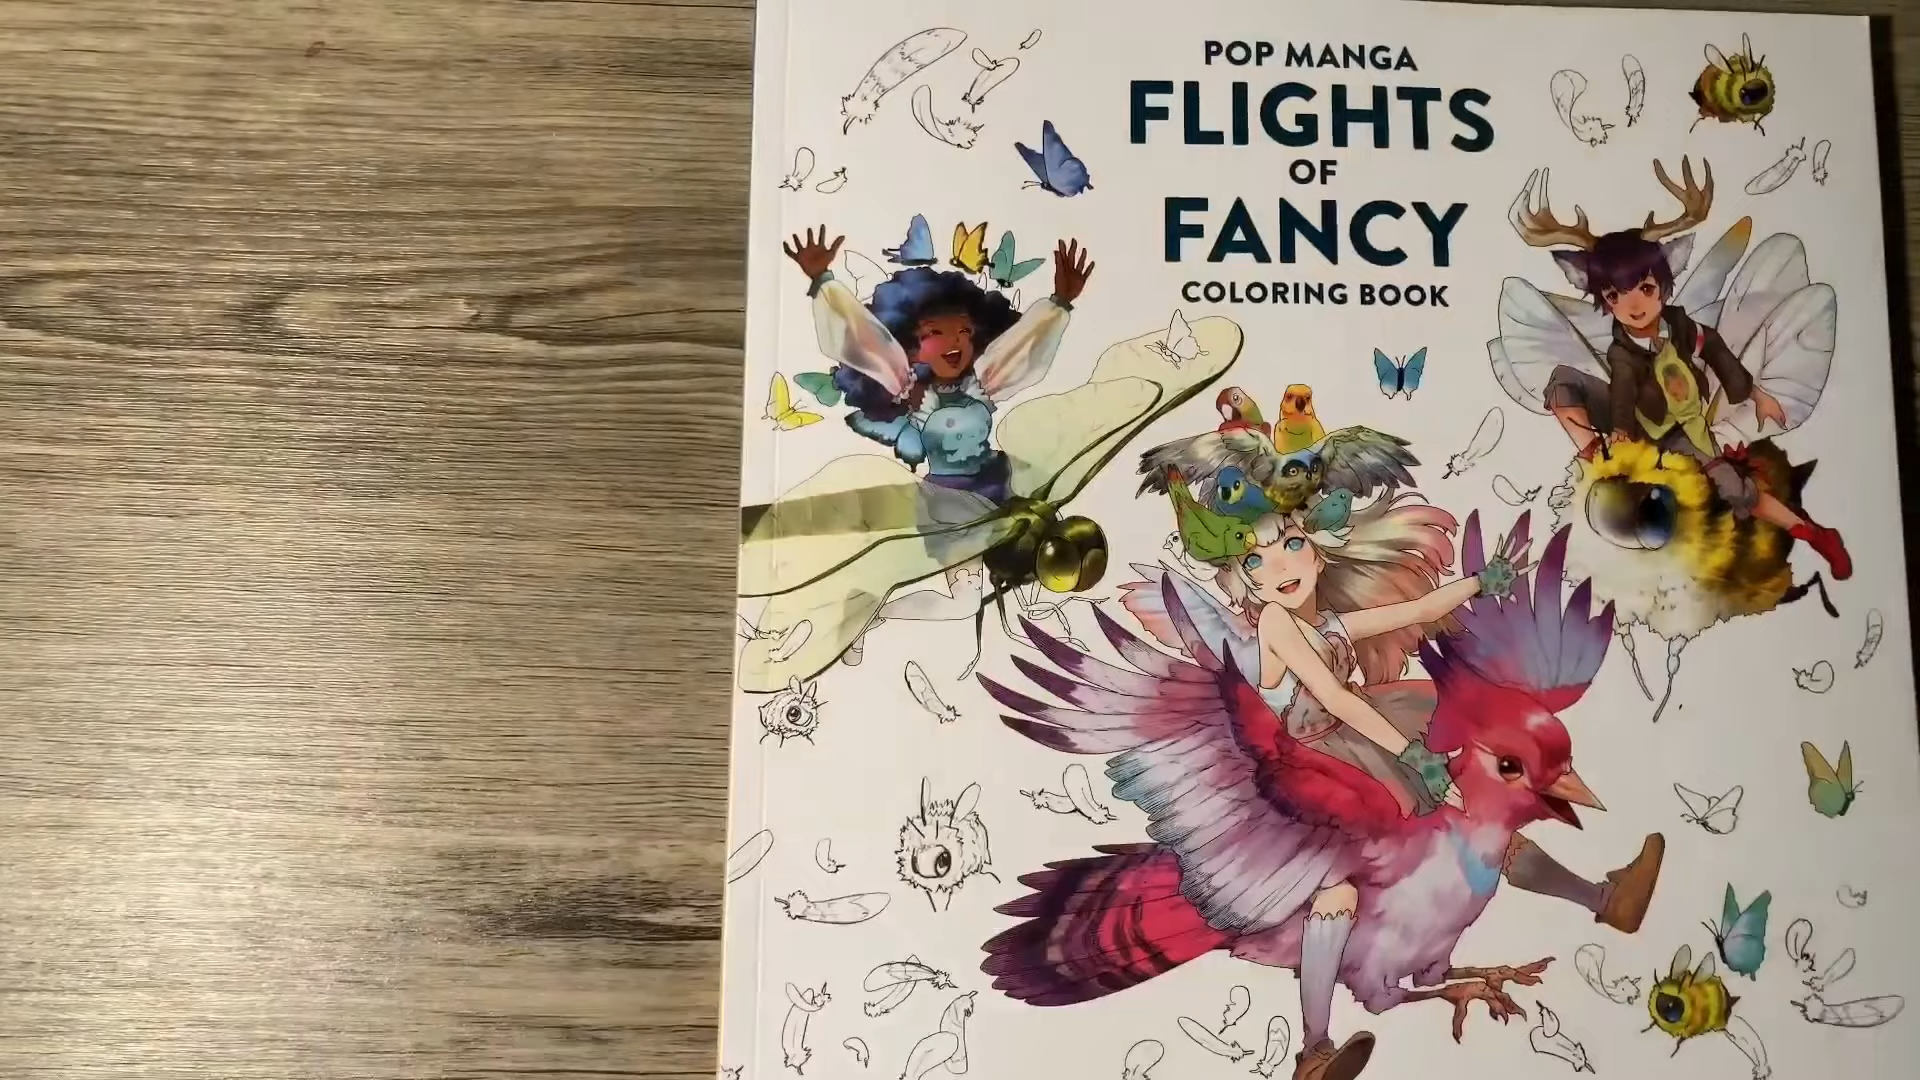 POP MANGA
FLIGHTS
OF
FANCY
COLORING BOOK